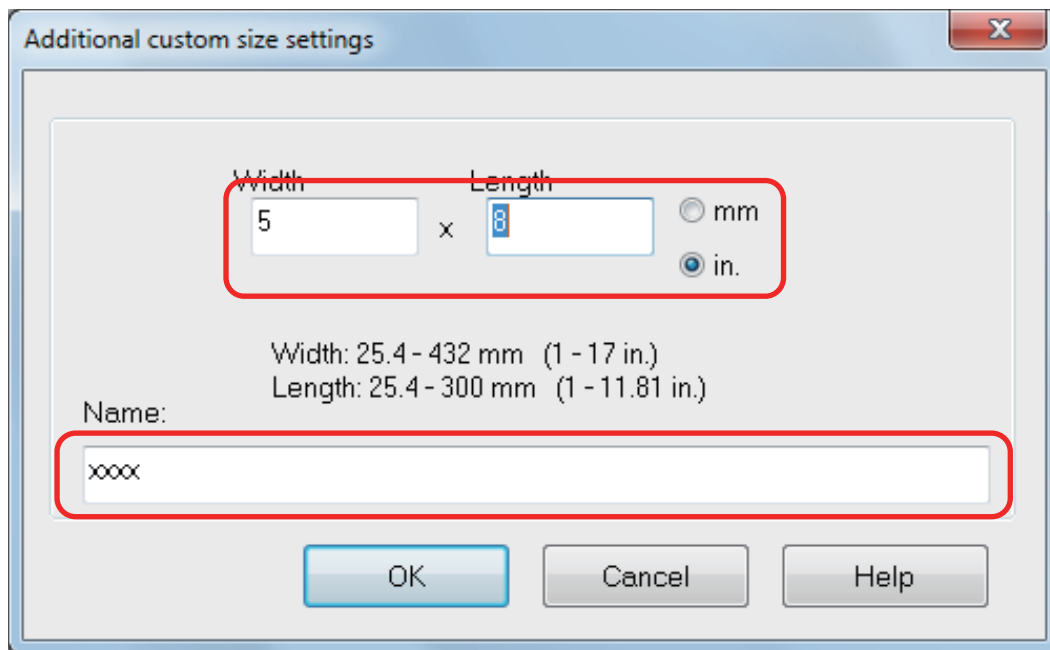 Additional custom size settings
Width Length
5 x 8 mm
in.
Width: 25.4 - 432 mm (1 - 17 in.)
Length: 25.4 - 300 mm (1 - 11.81 in.)
Name:
xxxx
OK Cancel Help